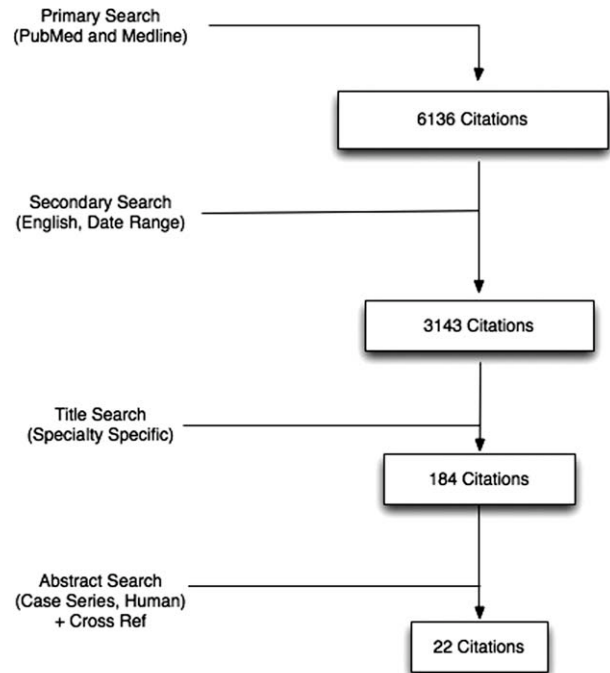 Primary Search
(PubMed and Medline)
6136 Citations
Secondary Search
(English, Date Range)
3143 Citations
Title Search
(Specialty Specific)
184 Citations
Abstract Search
(Case Series, Human)
+ Cross Ref
22 Citations